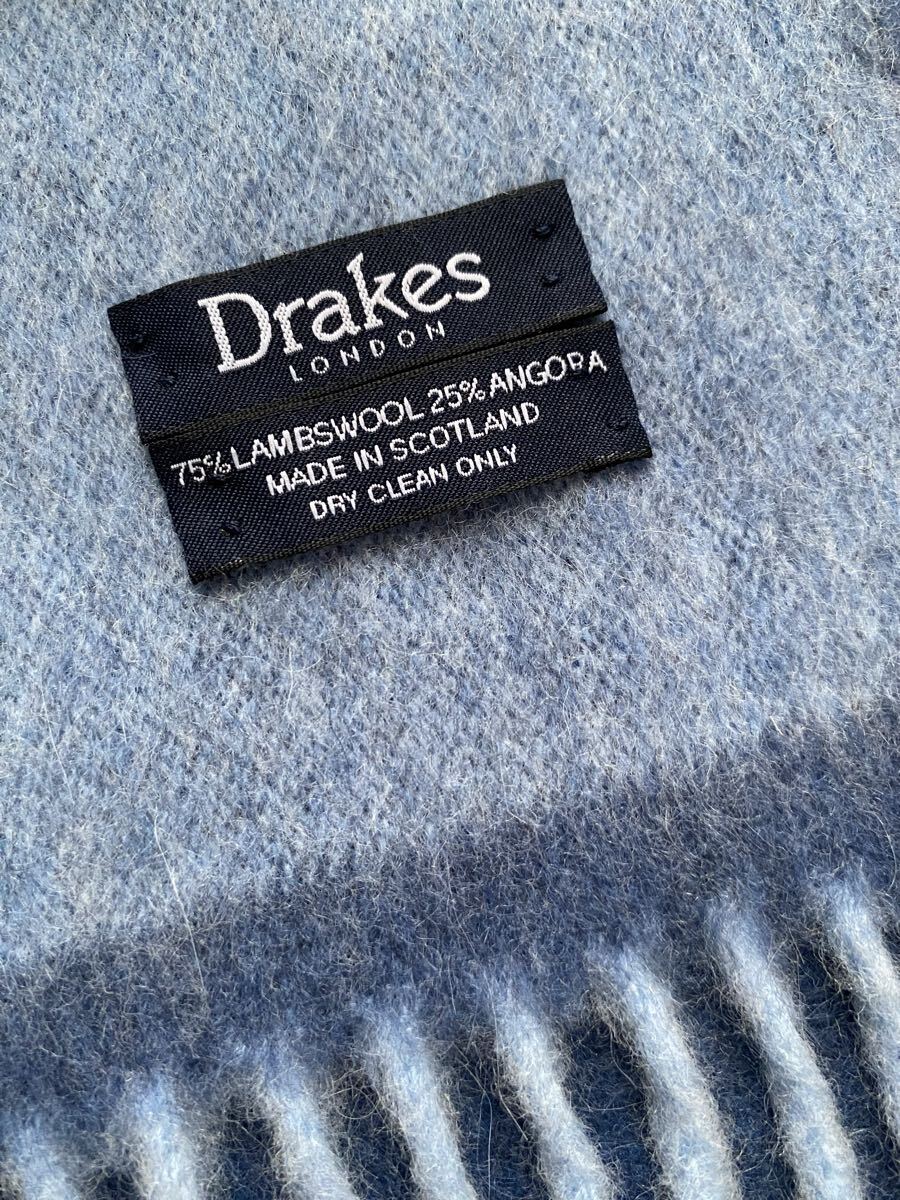 Drakes
LONDON
75% LAMBSWOOL 25% ANGORA
MADE IN SCOTLAND
DRY CLEAN ONLY